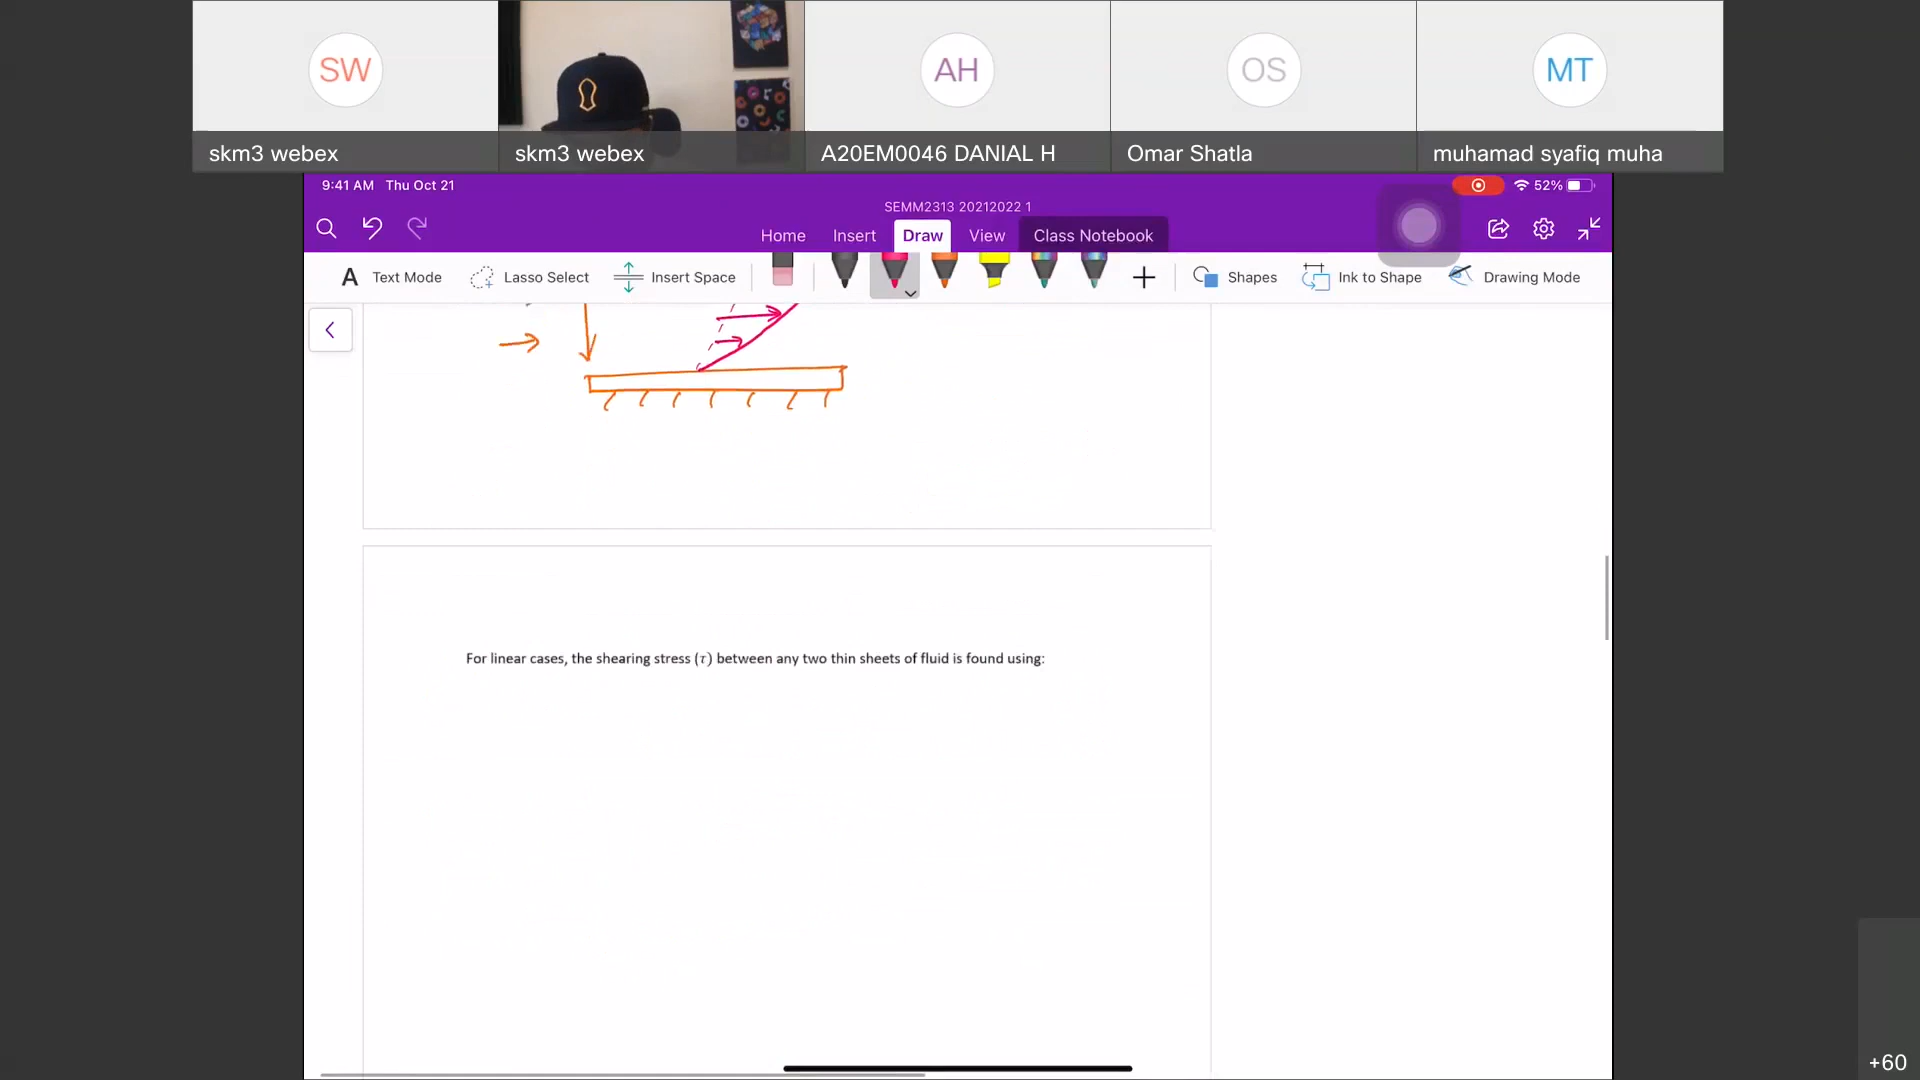 SW
AH
OS
MT
skm3 webex
skm3 webex
A20EM0046 DANIAL H
Omar Shatla
muhamad syafiq muha
9:41 AM Thu Oct 21
52%
SEMM2313 20212022 1
Home Insert Draw View Class Notebook
A Text Mode Lasso Select Insert Space Shapes Ink to Shape Drawing Mode
For linear cases, the shearing stress (τ) between any two thin sheets of fluid is found using:
+60